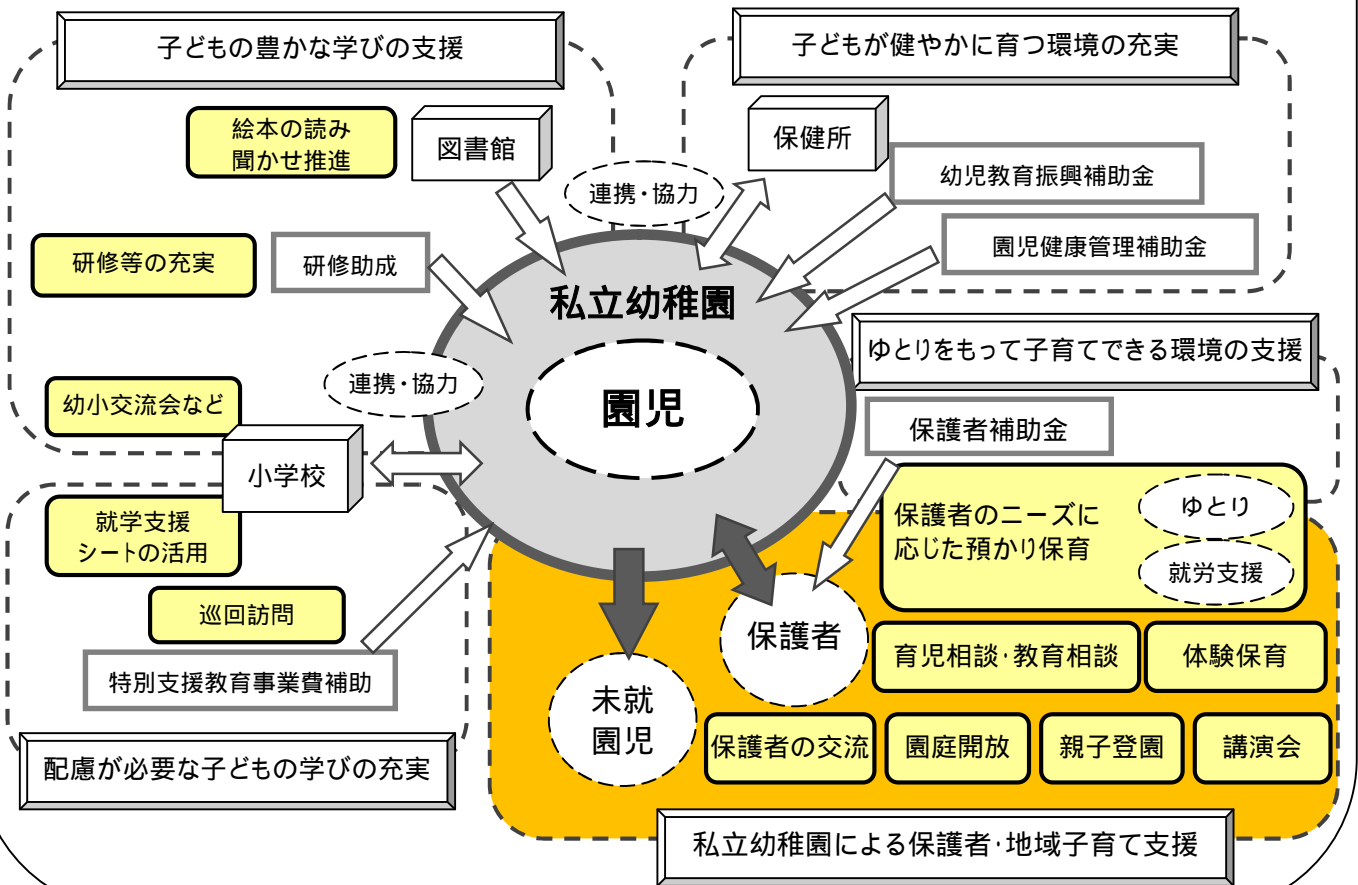 子どもの豊かな学びの支援
子どもが健やかに育つ環境の充実
絵本の読み
聞かせ推進
図書館
保健所
連携・協力
幼児教育振興補助金
園児健康管理補助金
研修等の充実
研修助成
私立幼稚園
園児
連携・協力
ゆとりをもって子育てできる環境の支援
幼小交流会など
保護者補助金
小学校
就学支援
シートの活用
保護者のニーズに
応じた預かり保育
ゆとり
就労支援
巡回訪問
特別支援教育事業費補助
保護者
育児相談・教育相談
体験保育
未就
園児
保護者の交流
園庭開放
親子登園
講演会
配慮が必要な子どもの学びの充実
私立幼稚園による保護者・地域子育て支援